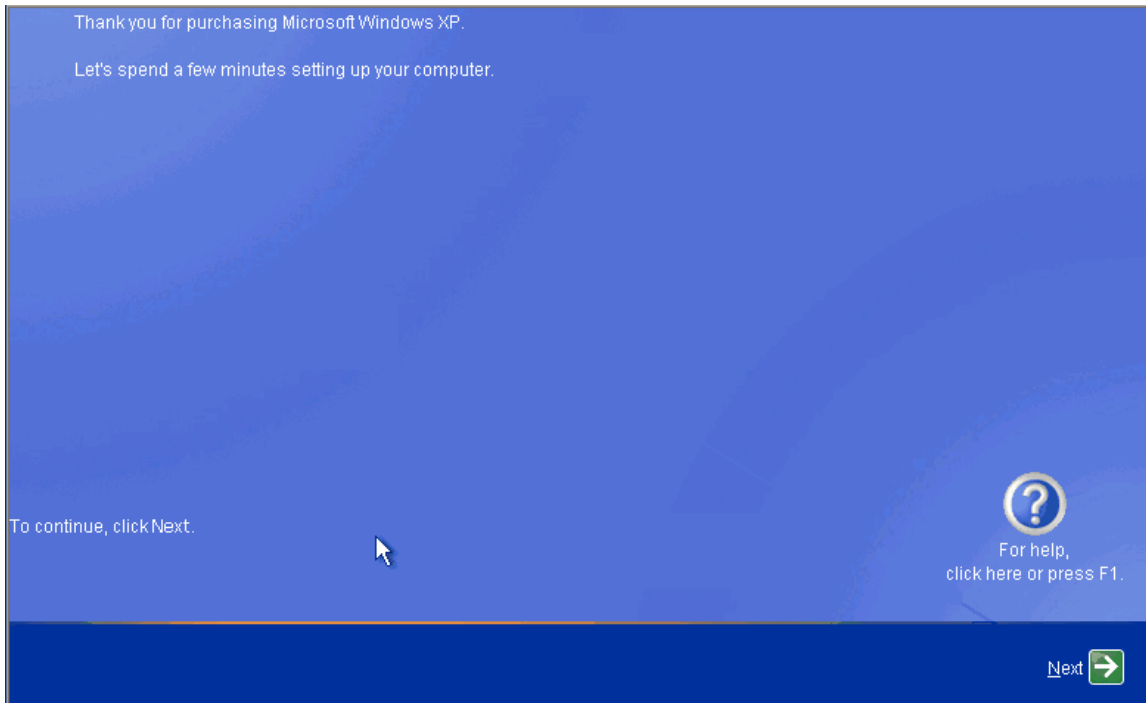 Thank you for purchasing Microsoft Windows XP.
Let's spend a few minutes setting up your computer.
To continue, click Next.
?
For help,
click here or press F1.
Next